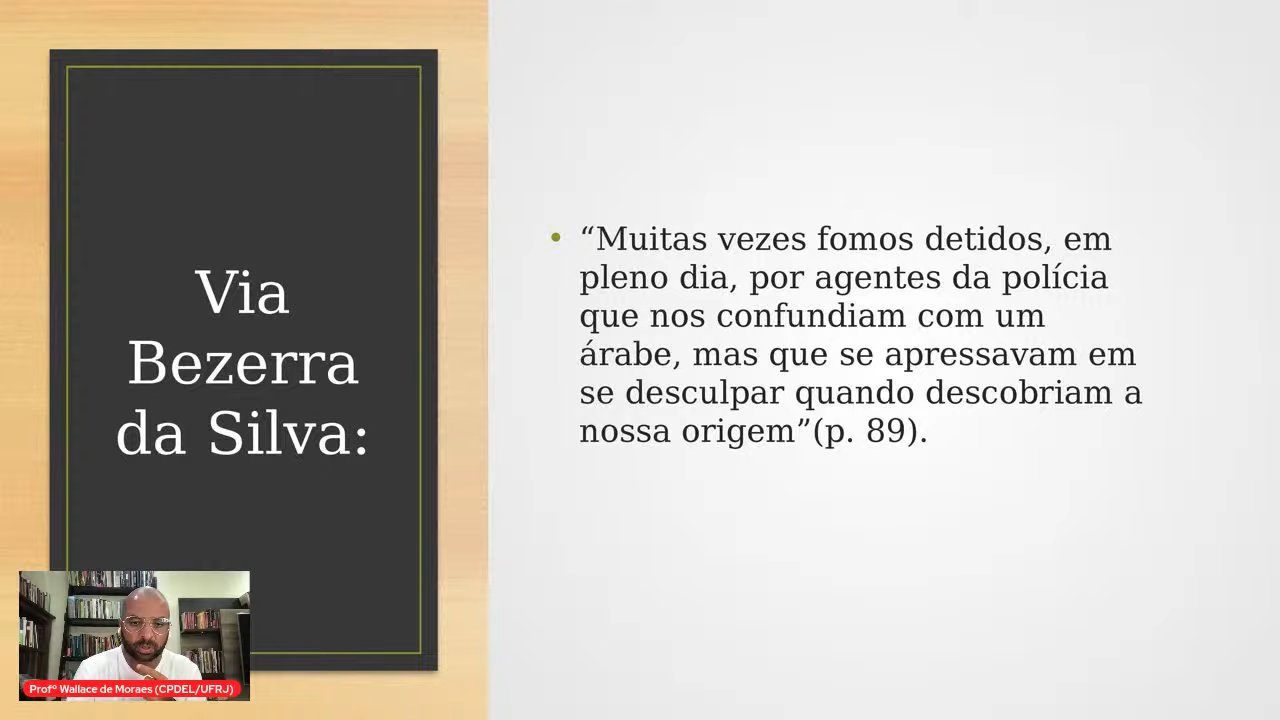 Via
Bezerra
da Silva:
• “Muitas vezes fomos detidos, em
pleno dia, por agentes da polícia
que nos confundiam com um
árabe, mas que se apressavam em
se desculpar quando descobriam a
nossa origem”(p. 89).
Profº Wallace de Moraes (CPDEL/UFRJ)